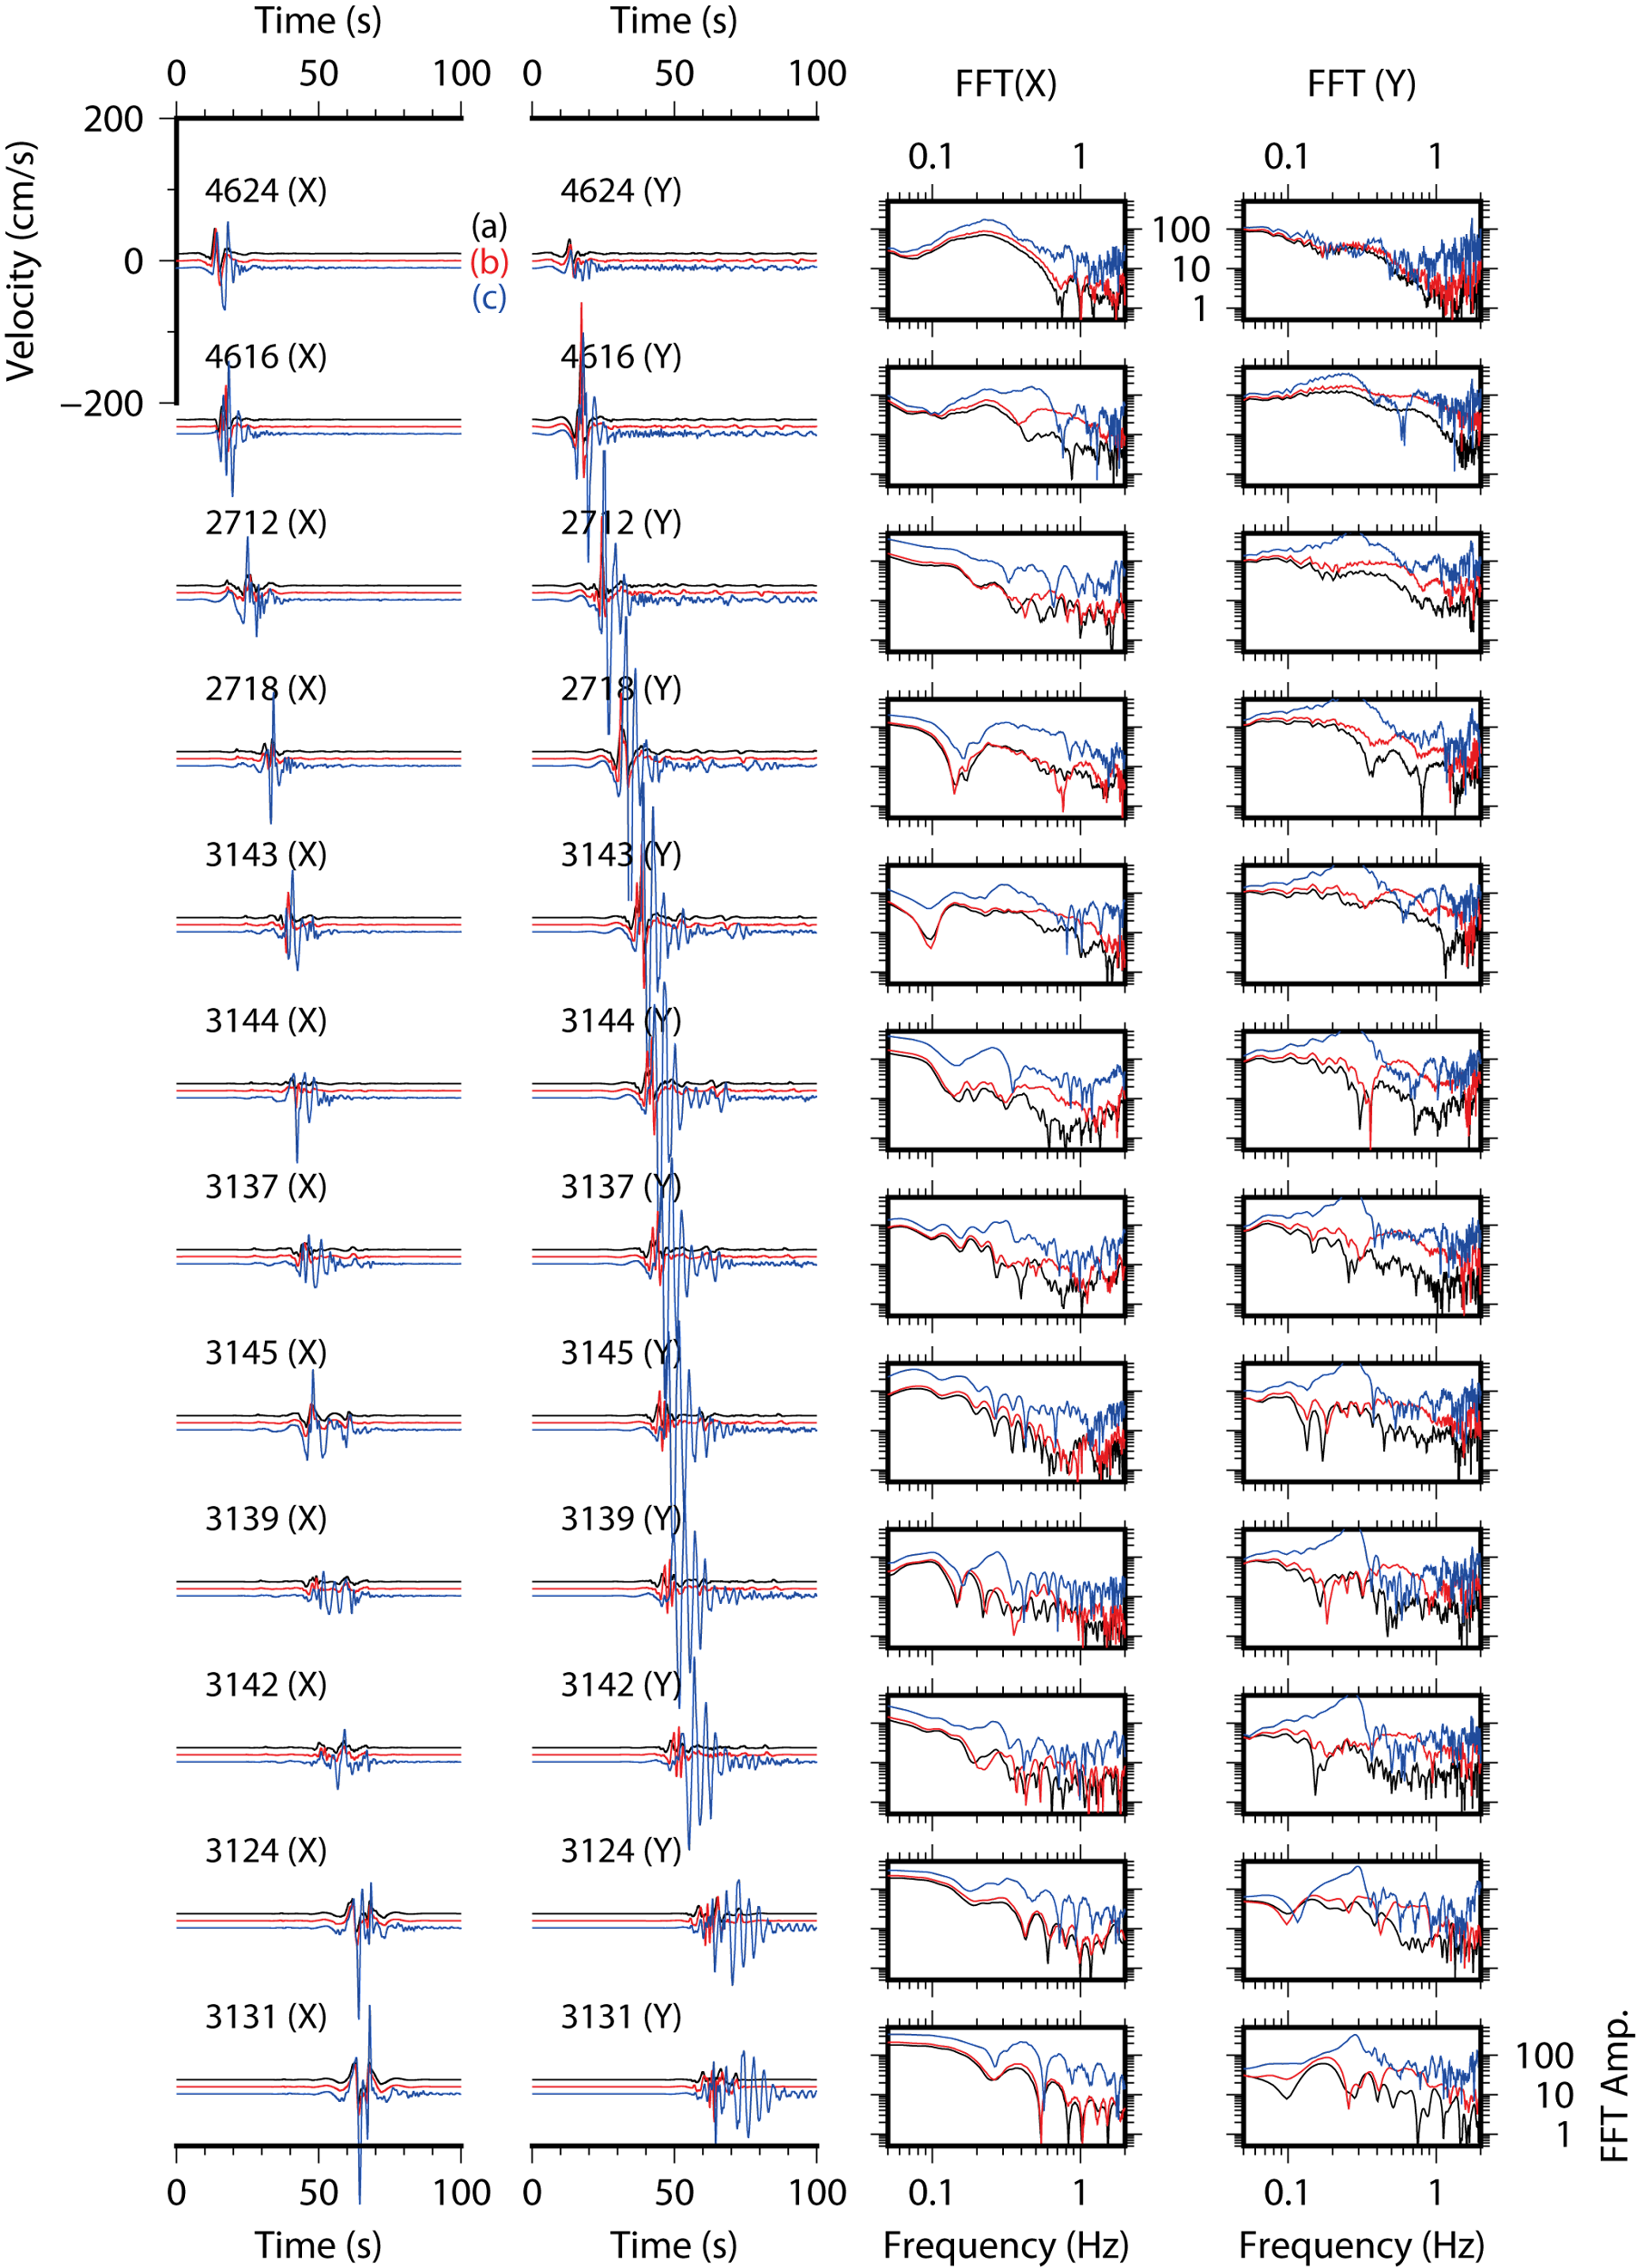 Time (s) Time (s)
0 50 100 0 50 100
FFT(X) FFT (Y)
200
0.1 1 0.1 1
Velocity (cm/s)
4624 (X) 4624 (Y)
(a)
100
0
(b)
10
(c)
1
4616 (X) 4616 (Y)
−200
2712 (X) 2712 (Y)
2718 (X) 2718 (Y)
3143 (X) 3143 (Y)
3144 (X) 3144 (Y)
3137 (X) 3137 (Y)
3145 (X) 3145 (Y)
3139 (X) 3139 (Y)
3142 (X) 3142 (Y)
3124 (X) 3124 (Y)
3131 (X) 3131 (Y)
100
10
1
FFT Amp.
0 50 100 0 50 100 0.1 1 0.1 1
Time (s) Time (s) Frequency (Hz) Frequency (Hz)